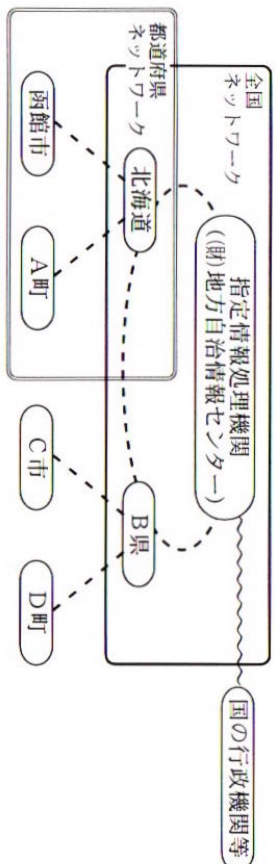 全国
ネットワーク
指定情報処理機関
(㈶地方自治情報センター)
国の行政機関等
都道府県
ネットワーク
北海道
B県
函館市
A町
C市
D町